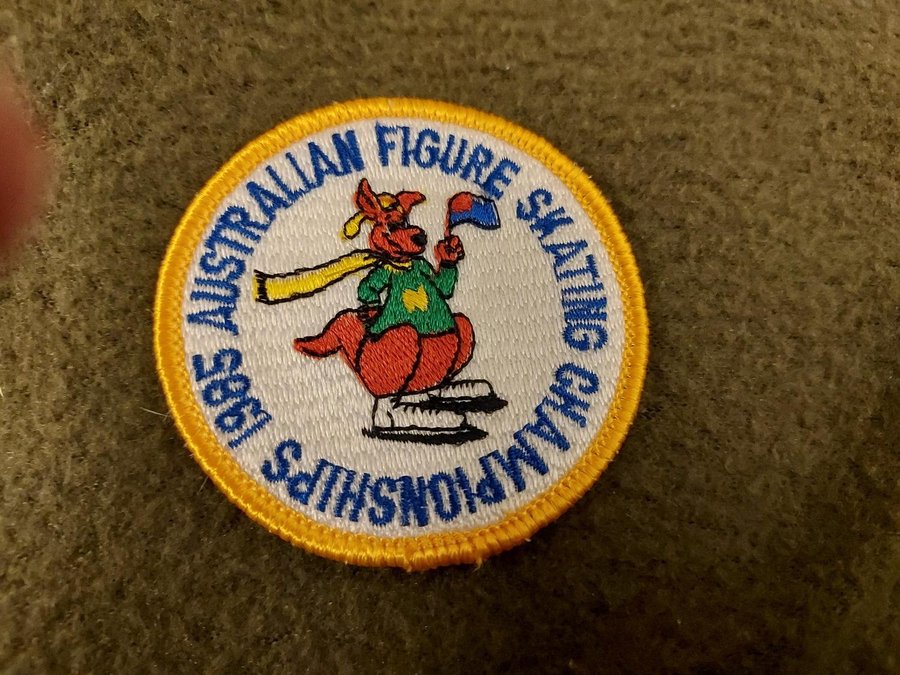 1985 AUSTRALIAN FIGURE SKATING CHAMPIONSHIPS